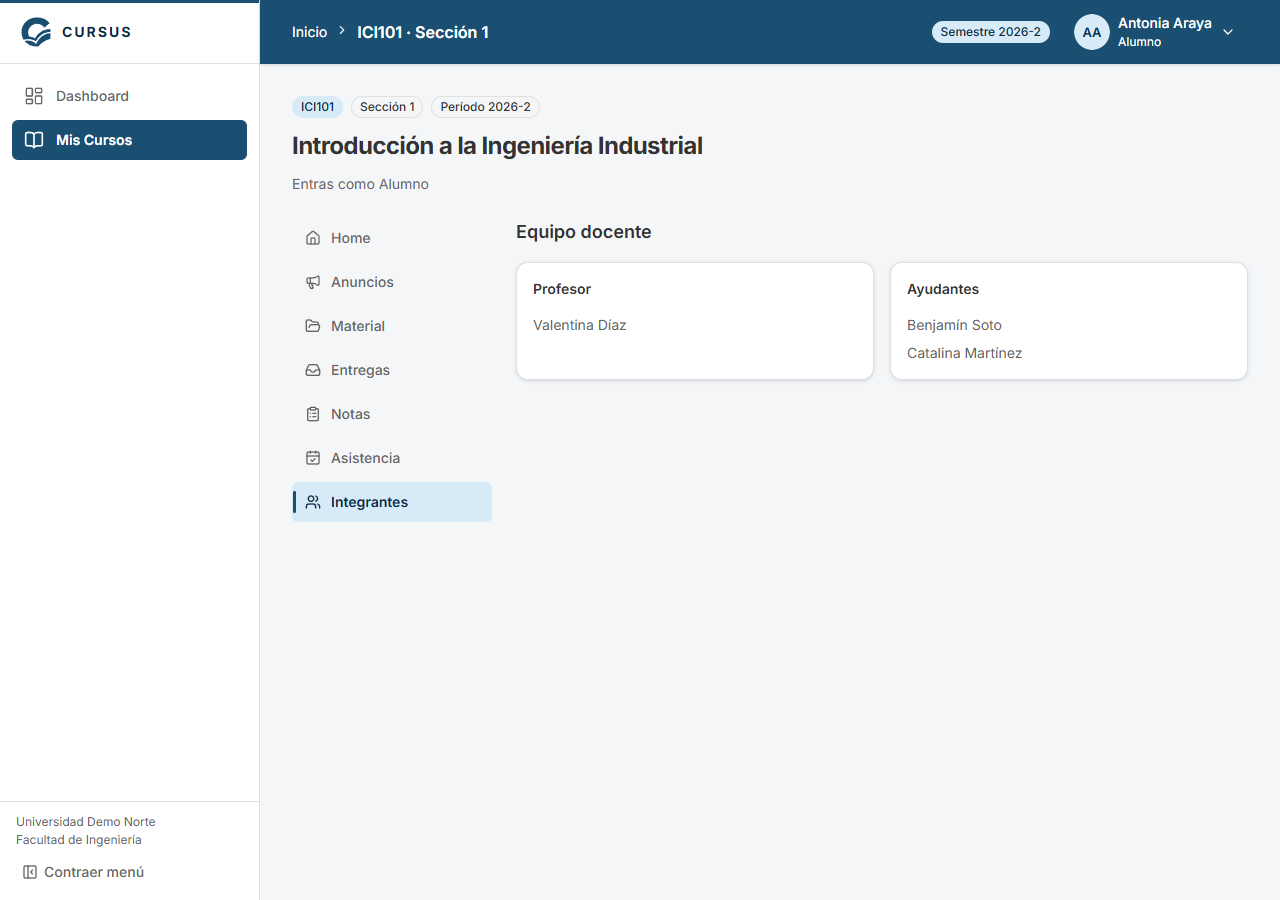 CURSUS
Inicio
ICI101 · Sección 1
Semestre 2026-2
AA
Antonia Araya
Alumno
Dashboard
Mis Cursos
ICI101
Sección 1
Período 2026-2
Introducción a la Ingeniería Industrial
Entras como Alumno
Home
Anuncios
Material
Entregas
Notas
Asistencia
Integrantes
Equipo docente
Profesor
Valentina Díaz
Ayudantes
Benjamín Soto
Catalina Martínez
Universidad Demo Norte
Facultad de Ingeniería
Contraer menú